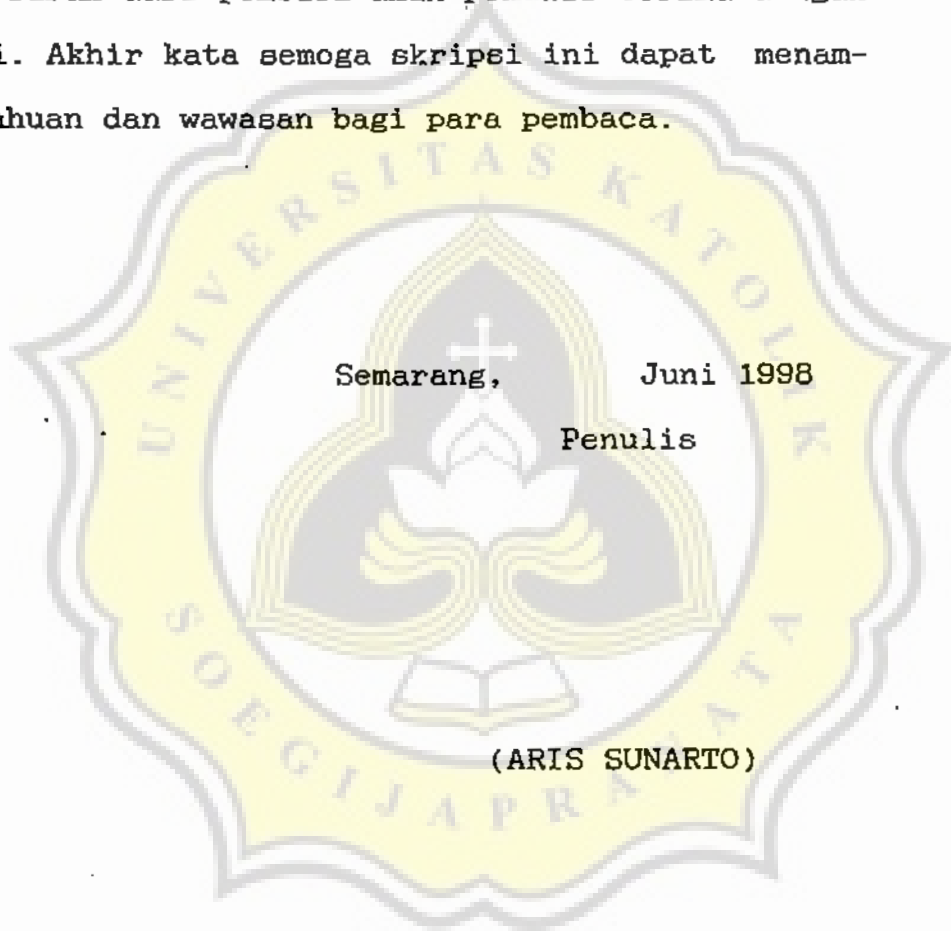 i. Akhir kata semoga skripsi ini dapat menam-
ahuan dan wawasan bagi para pembaca.
UNIVERSITAS KATOLIK
Semarang, Juni 1998
Penulis
(ARIS SUNARTO)
SOEGIJAPRANATA